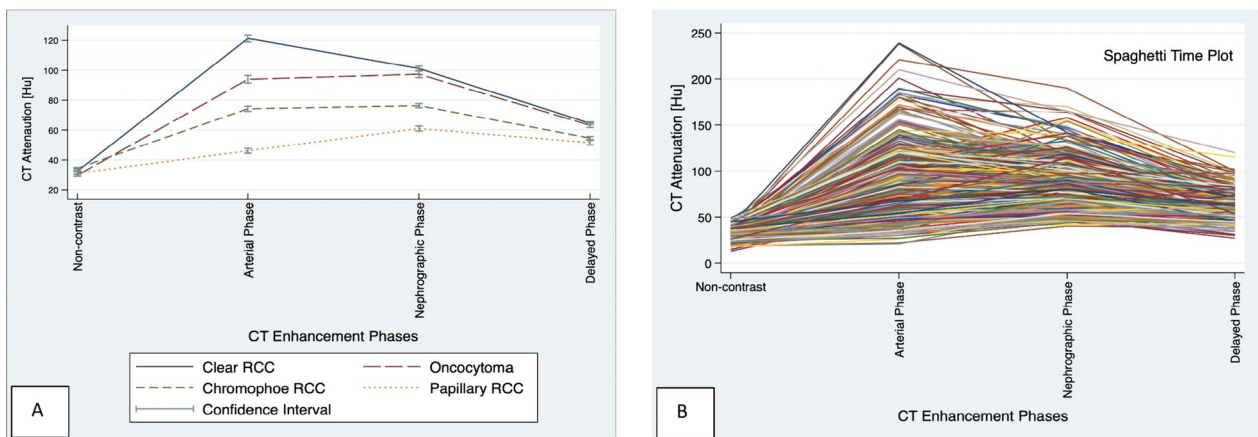 CT Attenaution [Hu]
120
100
80
60
40
20
Non-contrast
Arterial Phase
Nephrographic Phase
Delayed Phase
CT Enhancement Phases
Clear RCC
Oncocytoma
Chromophoe RCC
Papillary RCC
Confidence Interval
A
Spaghetti Time Plot
CT Attenuation [Hu]
250
200
150
100
50
0
Non-contrast
Arterial Phase
Nephrographic Phase
Delayed Phase
CT Enhancement Phases
B